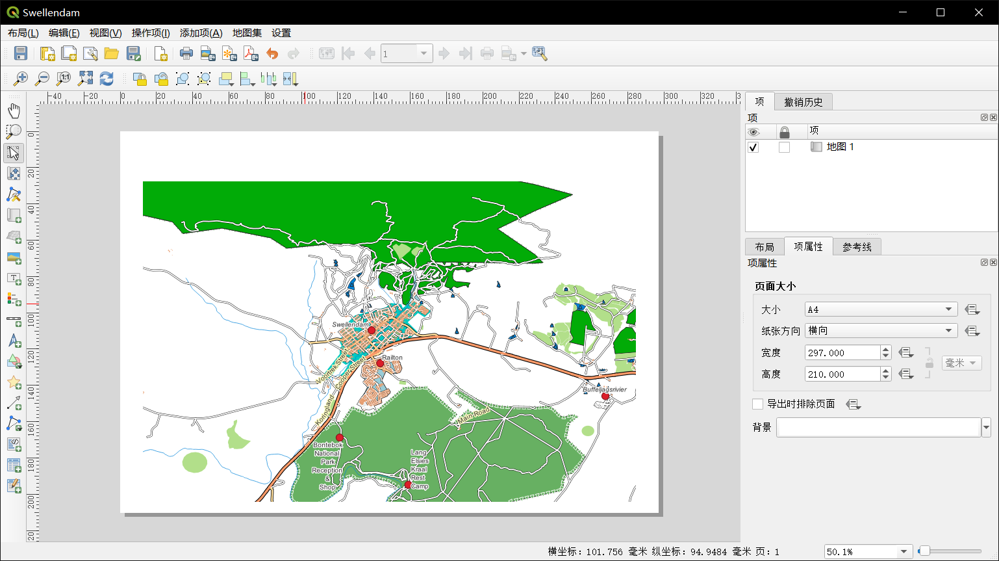 Swellendam
布局(L) 编辑(E) 视图(V) 操作项(I) 添加项(A) 地图集 设置
1
1:1
-40 -20 0 20 40 60 80 100 120 140 160 180 200 220 240 260 280 300 320 3
0
20
40
60
80
100
120
140
160
180
200
20
Swellendam
Railton
Voortrek Street
Cooper Street
Koringland
Main-Road
Buffeljagsrivier
Bontebok
National
Park
Reception
&
Shop
Lang
Elsies
Kraal
Rest
Camp
项 撤销历史
项
项
地图 1
布局 项属性 参考线
项属性
页面大小
大小 A4
纸张方向 横向
宽度 297.000
毫米
高度 210.000
导出时排除页面
背景
横坐标: 101.756 毫米 纵坐标: 94.9484 毫米 页: 1
50.1%